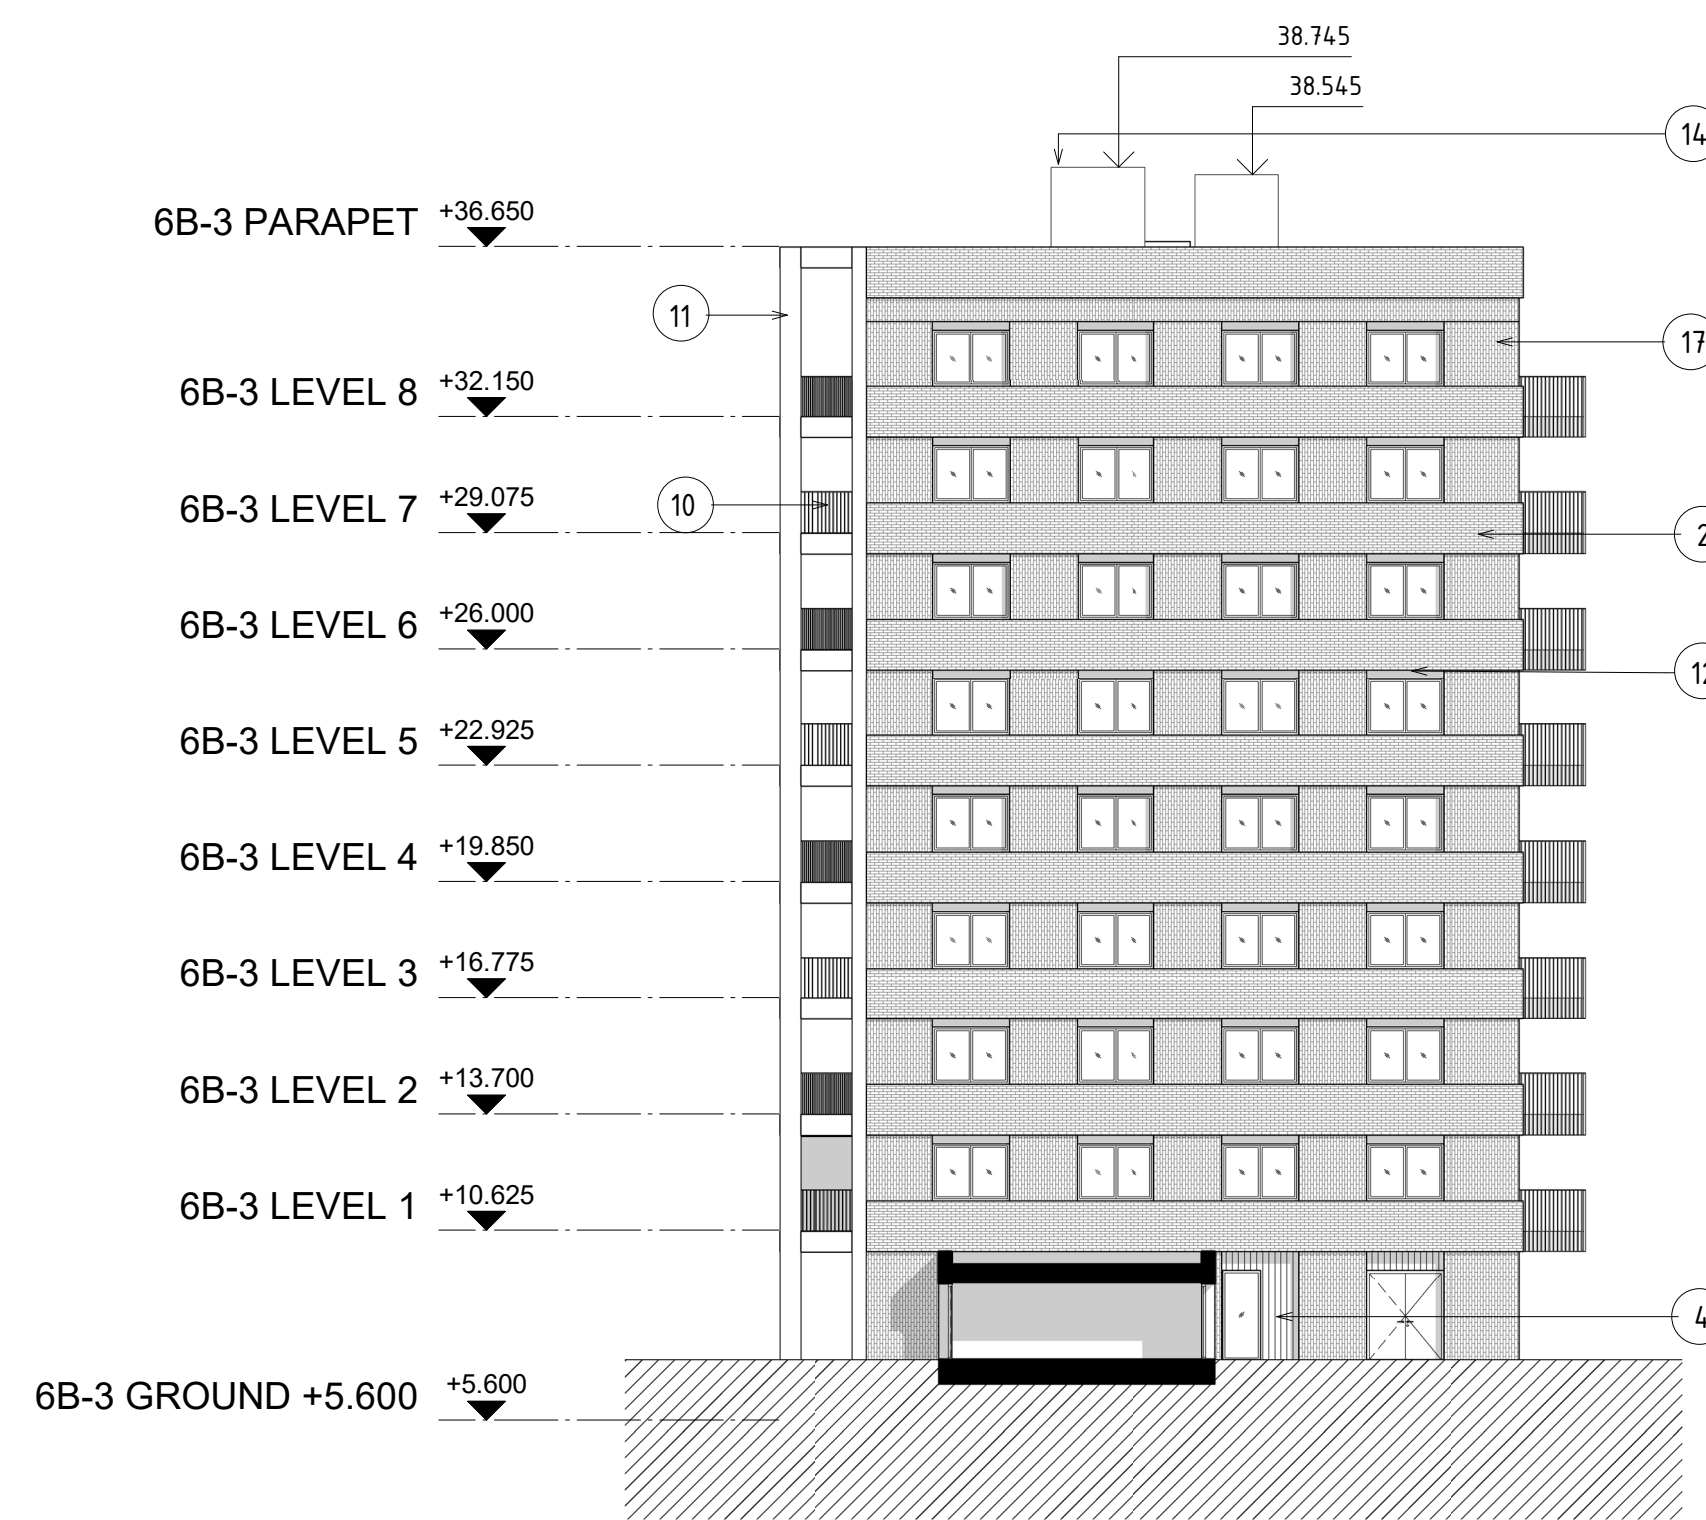 38.745
38.545
14
6B-3 PARAPET +36.650
11
17
6B-3 LEVEL 8 +32.150
6B-3 LEVEL 7 +29.075
10
2
6B-3 LEVEL 6 +26.000
12
6B-3 LEVEL 5 +22.925
6B-3 LEVEL 4 +19.850
6B-3 LEVEL 3 +16.775
6B-3 LEVEL 2 +13.700
6B-3 LEVEL 1 +10.625
4
6B-3 GROUND +5.600 +5.600